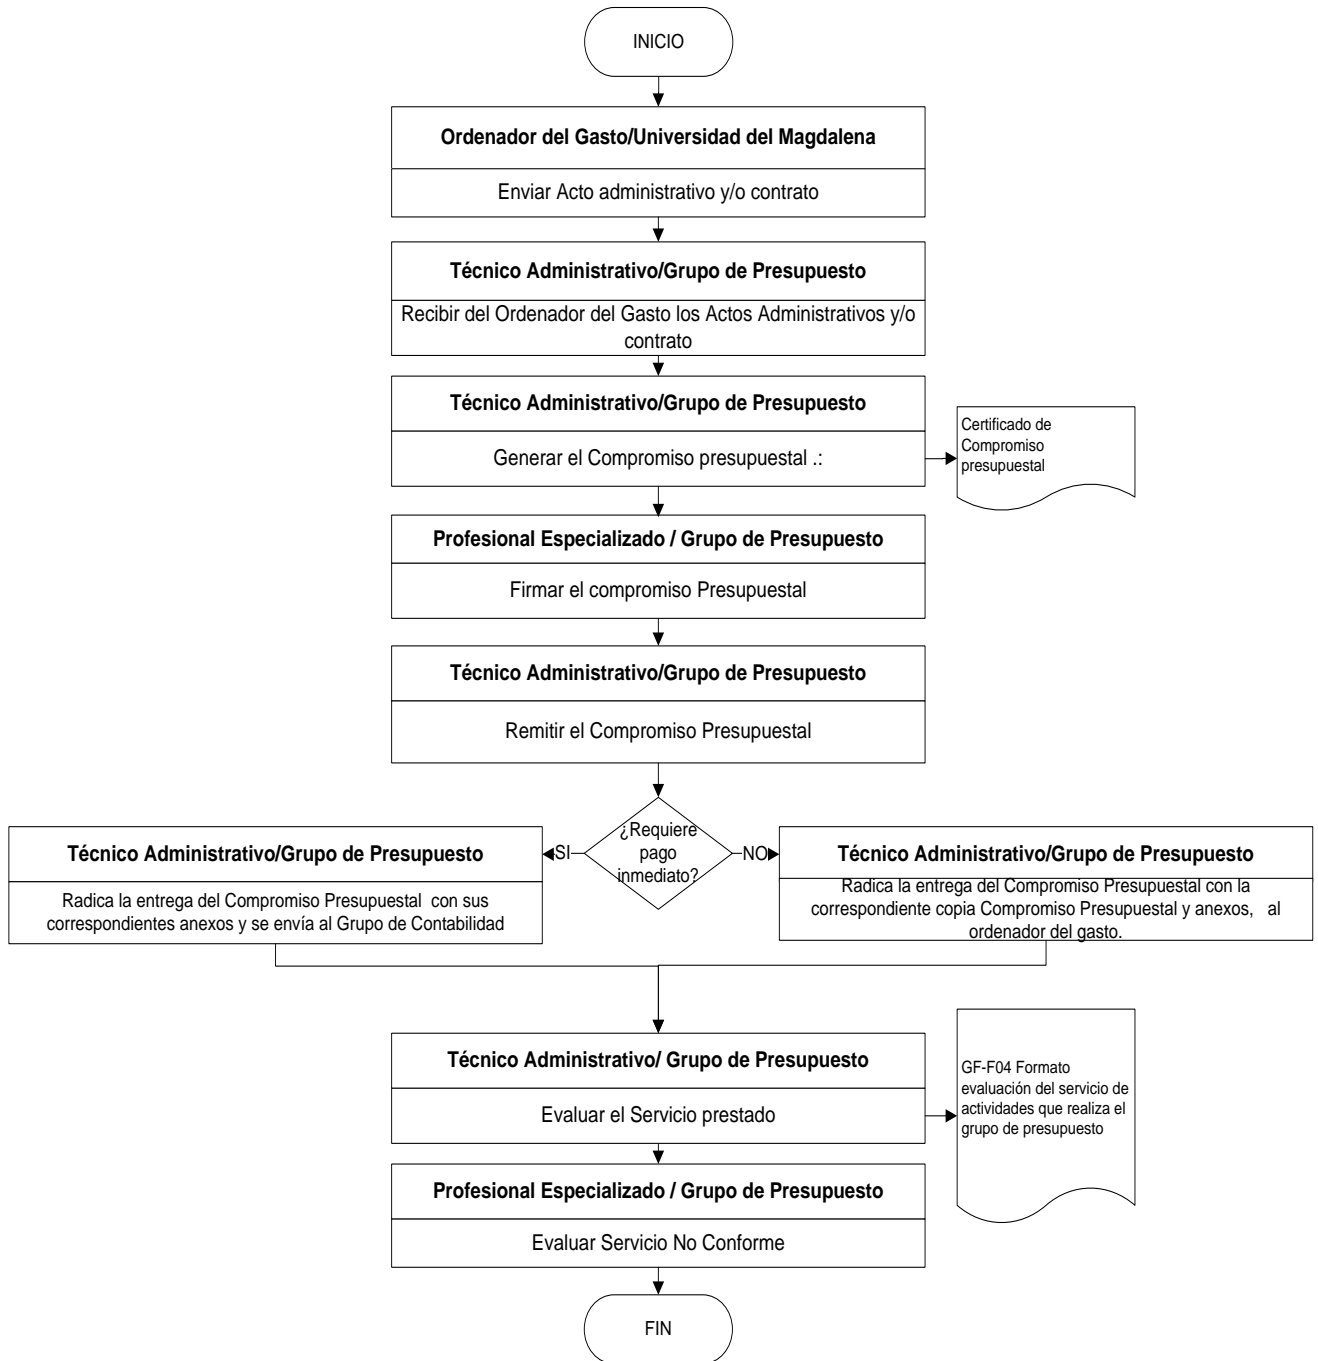 INICIO
Ordenador del Gasto/Universidad del Magdalena
Enviar Acto administrativo y/o contrato
Técnico Administrativo/Grupo de Presupuesto
Recibir del Ordenador del Gasto los Actos Administrativos y/o
contrato
Técnico Administrativo/Grupo de Presupuesto
Generar el Compromiso presupuestal .:
Certificado de
Compromiso
presupuestal
Profesional Especializado / Grupo de Presupuesto
Firmar el compromiso Presupuestal
Técnico Administrativo/Grupo de Presupuesto
Remitir el Compromiso Presupuestal
¿Requiere
pago
inmediato?
SI
NO
Técnico Administrativo/Grupo de Presupuesto
Radica la entrega del Compromiso Presupuestal con sus
correspondientes anexos y se envía al Grupo de Contabilidad
Técnico Administrativo/Grupo de Presupuesto
Radica la entrega del Compromiso Presupuestal con la
correspondiente copia Compromiso Presupuestal y anexos, al
ordenador del gasto.
Técnico Administrativo/ Grupo de Presupuesto
Evaluar el Servicio prestado
GF-F04 Formato
evaluación del servicio de
actividades que realiza el
grupo de presupuesto
Profesional Especializado / Grupo de Presupuesto
Evaluar Servicio No Conforme
FIN